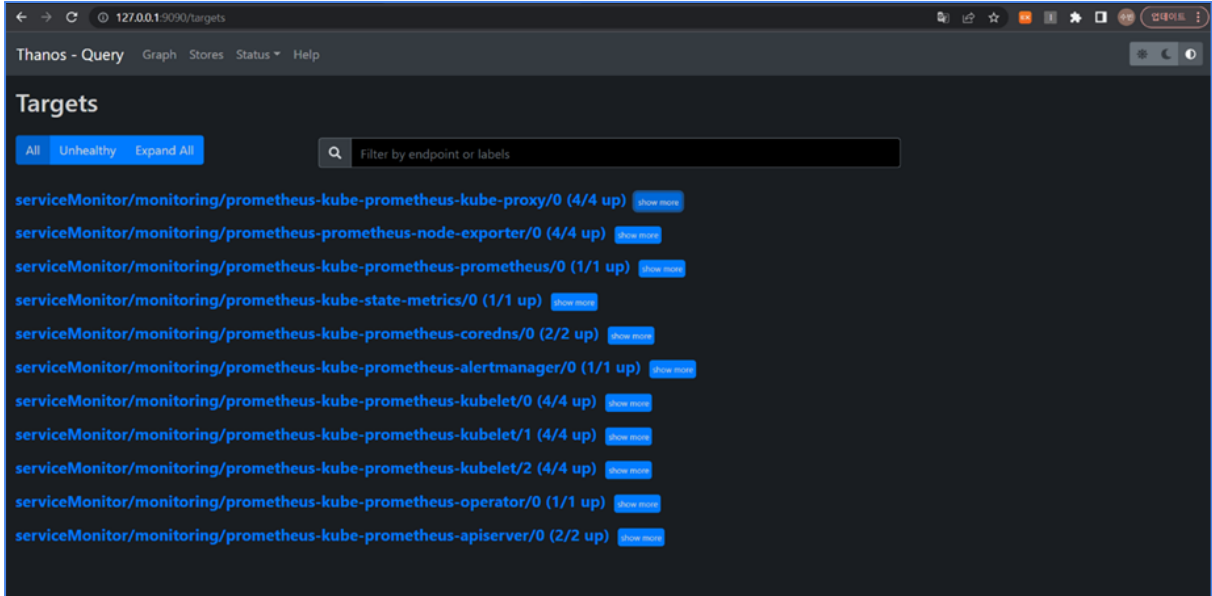 127.0.0.1:9090/targets
업데이트
Thanos - Query Graph Stores Status Help
Targets
All Unhealthy Expand All Filter by endpoint or labels
serviceMonitor/monitoring/prometheus-kube-prometheus-kube-proxy/0 (4/4 up) show more
serviceMonitor/monitoring/prometheus-prometheus-node-exporter/0 (4/4 up) show more
serviceMonitor/monitoring/prometheus-kube-prometheus-prometheus/0 (1/1 up) show more
serviceMonitor/monitoring/prometheus-kube-state-metrics/0 (1/1 up) show more
serviceMonitor/monitoring/prometheus-kube-prometheus-coredns/0 (2/2 up) show more
serviceMonitor/monitoring/prometheus-kube-prometheus-alertmanager/0 (1/1 up) show more
serviceMonitor/monitoring/prometheus-kube-prometheus-kubelet/0 (4/4 up) show more
serviceMonitor/monitoring/prometheus-kube-prometheus-kubelet/1 (4/4 up) show more
serviceMonitor/monitoring/prometheus-kube-prometheus-kubelet/2 (4/4 up) show more
serviceMonitor/monitoring/prometheus-kube-prometheus-operator/0 (1/1 up) show more
serviceMonitor/monitoring/prometheus-kube-prometheus-apiserver/0 (2/2 up) show more